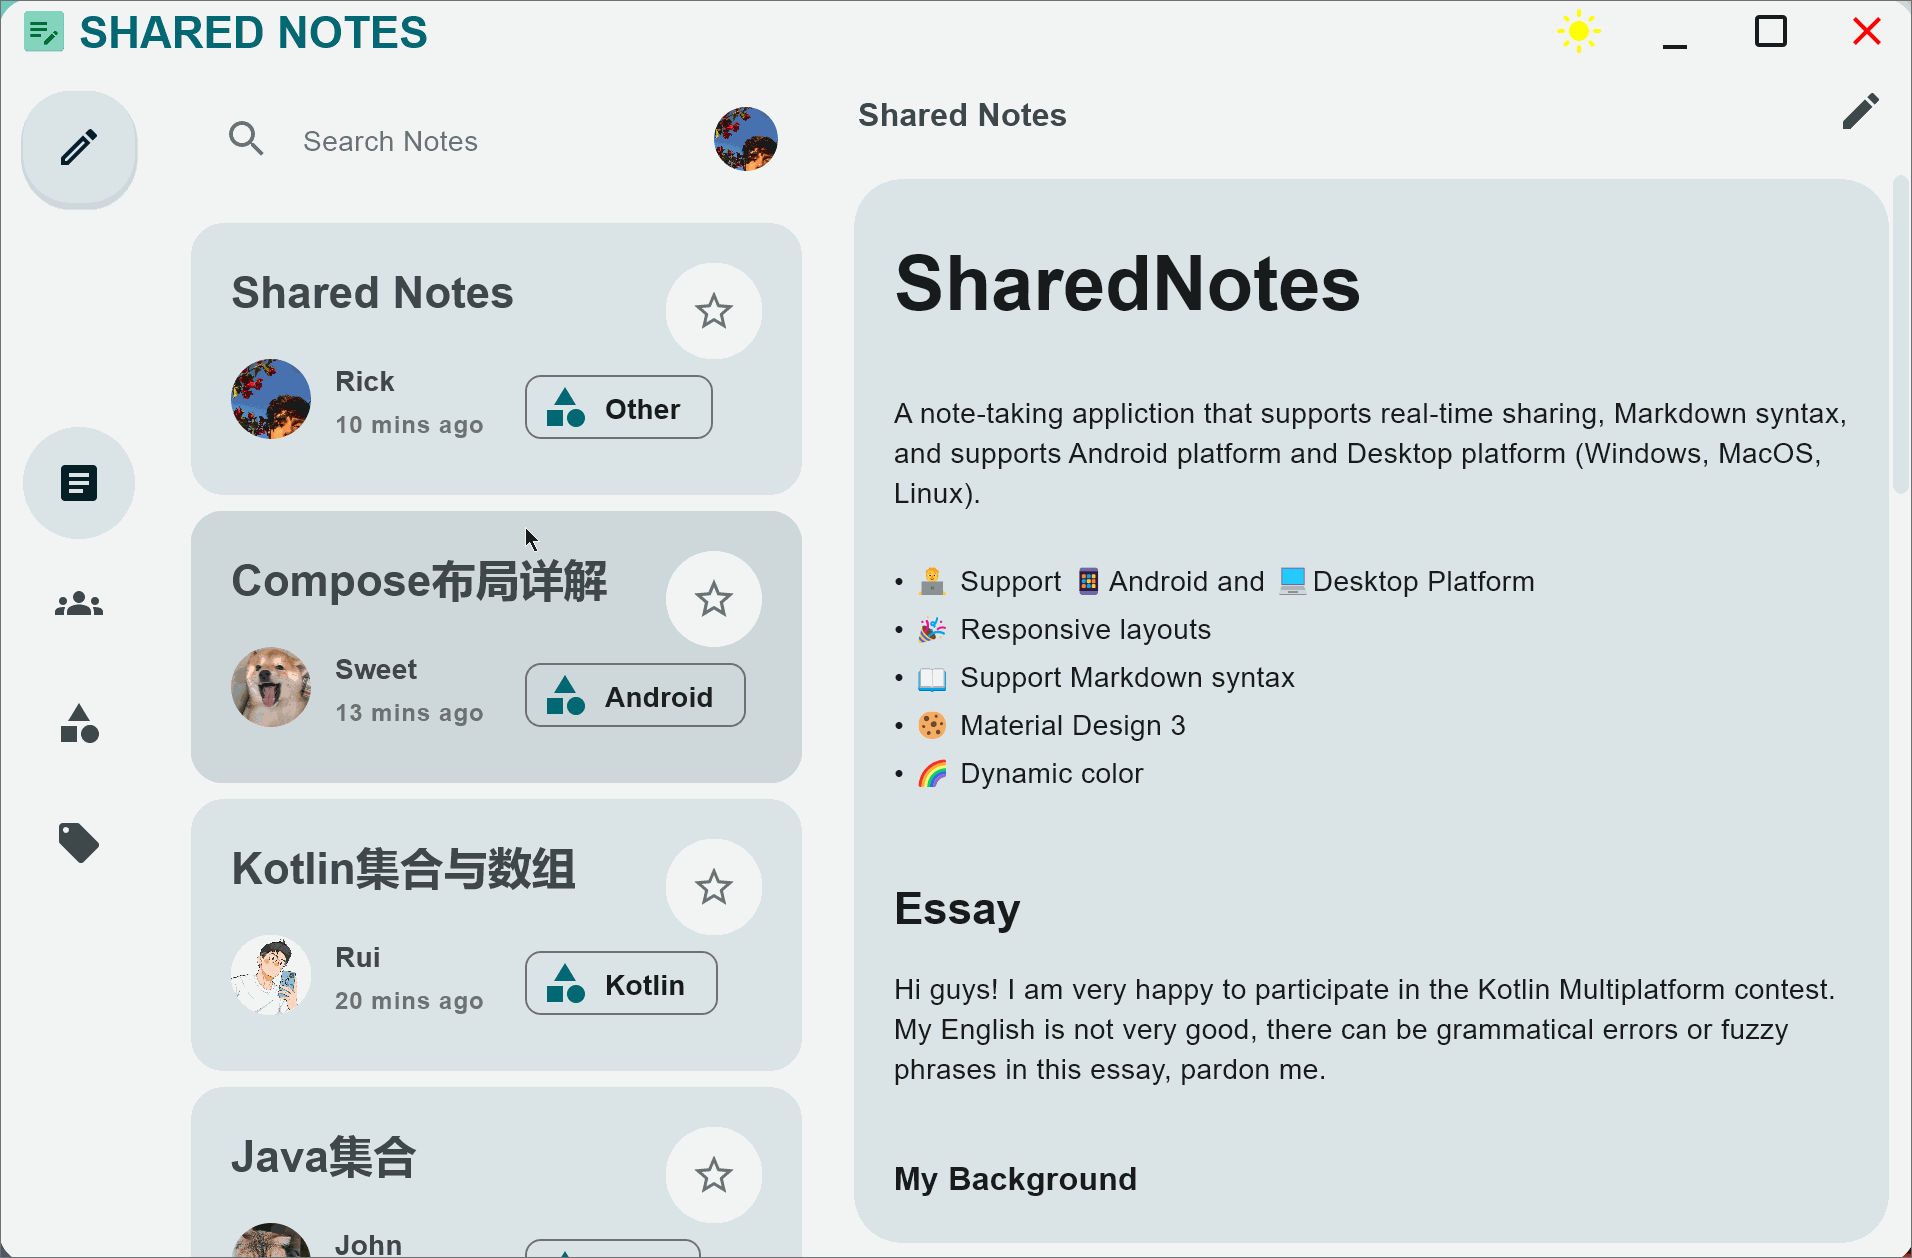 SHARED NOTES
Search Notes
Shared Notes
Rick
10 mins ago
Other
Compose布局详解
Sweet
13 mins ago
Android
Kotlin集合与数组
Rui
20 mins ago
Kotlin
Java集合
John
Shared Notes
SharedNotes
A note-taking appliction that supports real-time sharing, Markdown syntax,
and supports Android platform and Desktop platform (Windows, MacOS,
Linux).
• 🧑‍💻 Support 📱 Android and 💻 Desktop Platform
• 🎉 Responsive layouts
• 📖 Support Markdown syntax
• 🍪 Material Design 3
• 🌈 Dynamic color
Essay
Hi guys! I am very happy to participate in the Kotlin Multiplatform contest.
My English is not very good, there can be grammatical errors or fuzzy
phrases in this essay, pardon me.
My Background